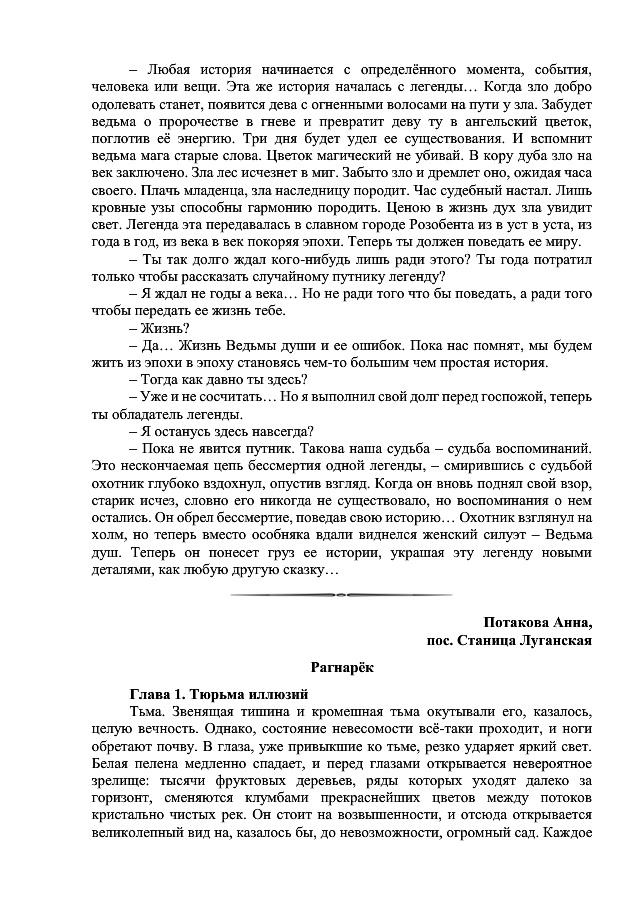 – Любая история начинается с определённого момента, события,
человека или вещи. Эта же история началась с легенды… Когда зло добро
одолевать станет, появится дева с огненными волосами на пути у зла. Забудет
ведьма о пророчестве в гневе и превратит деву ту в ангельский цветок,
поглотив её энергию. Три дня будет удел ее существования. И вспомнит
ведьма мага старые слова. Цветок магический не убивай. В кору дуба зло на
век заключено. Зла лес исчезнет в миг. Забыто зло и дремлет оно, ожидая часа
своего. Плачь младенца, зла наследницу породит. Час судебный настал. Лишь
кровные узы способны гармонию породить. Ценою в жизнь дух зла увидит
свет. Легенда эта передавалась в славном городе Розобента из в уст в уста, из
года в год, из века в век покоряя эпохи. Теперь ты должен поведать ее миру.
– Ты так долго ждал кого-нибудь лишь ради этого? Ты года потратил
только чтобы рассказать случайному путнику легенду?
– Я ждал не годы а века… Но не ради того что бы поведать, а ради того
чтобы передать ее жизнь тебе.
– Жизнь?
– Да… Жизнь Ведьмы души и ее ошибок. Пока нас помнят, мы будем
жить из эпохи в эпоху становясь чем-то большим чем простая история.
– Тогда как давно ты здесь?
– Уже и не сосчитать… Но я выполнил свой долг перед госпожой, теперь
ты обладатель легенды.
– Я останусь здесь навсегда?
– Пока не явится путник. Такова наша судьба – судьба воспоминаний.
Это нескончаемая цепь бессмертия одной легенды, – смирившись с судьбой
охотник глубоко вздохнул, опустив взгляд. Когда он вновь поднял свой взор,
старик исчез, словно его никогда не существовало, но воспоминания о нем
остались. Он обрел бессмертие, поведав свою историю… Охотник взглянул на
холм, но теперь вместо особняка вдали виднелся женский силуэт – Ведьма
душ. Теперь он понесет груз ее истории, украшая эту легенду новыми
деталями, как любую другую сказку…
Потакова Анна,
пос. Станица Луганская
Рагнарёк
Глава 1. Тюрьма иллюзий
Тьма. Звенящая тишина и кромешная тьма окутывали его, казалось,
целую вечность. Однако, состояние невесомости всё-таки проходит, и ноги
обретают почву. В глаза, уже привыкшие ко тьме, резко ударяет яркий свет.
Белая пелена медленно спадает, и перед глазами открывается невероятное
зрелище: тысячи фруктовых деревьев, ряды которых уходят далеко за
горизонт, сменяются клумбами прекраснейших цветов между потоков
кристально чистых рек. Он стоит на возвышенности, и отсюда открывается
великолепный вид на, казалось бы, до невозможности, огромный сад. Каждое